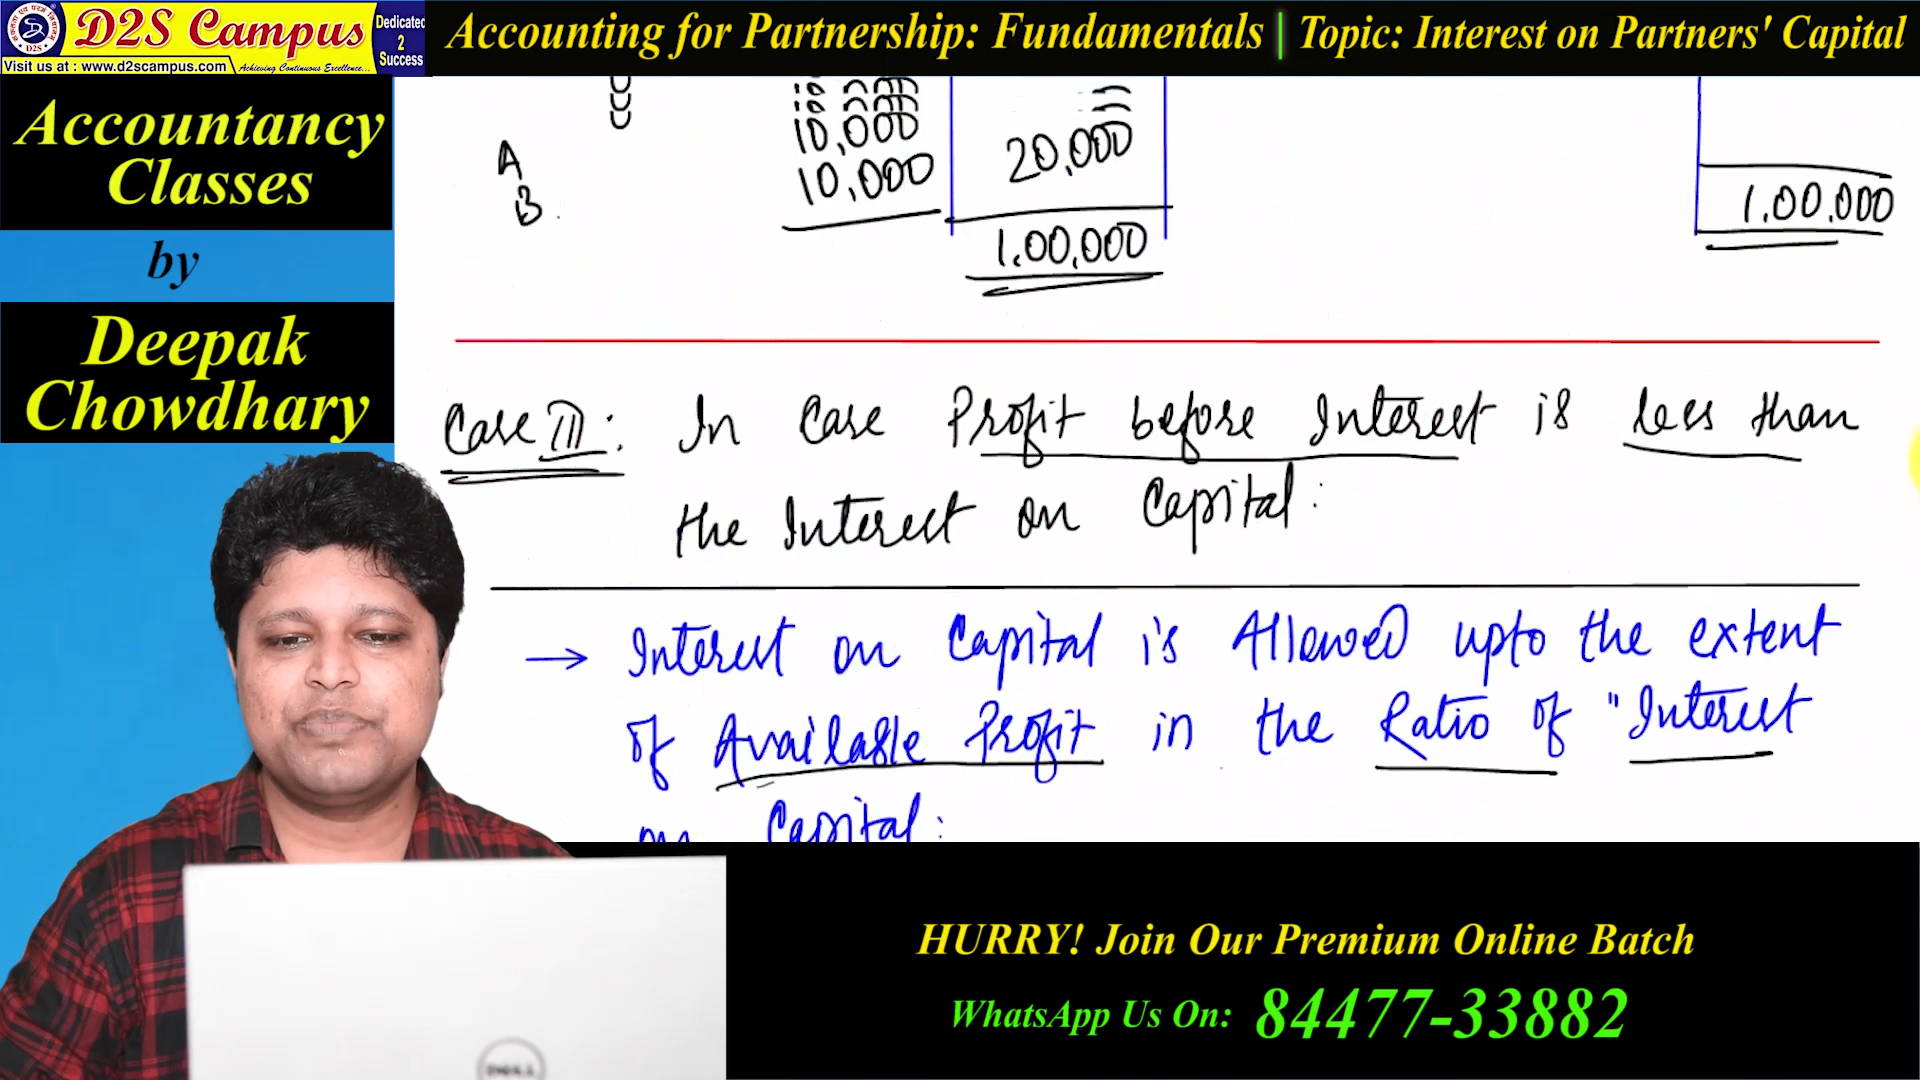 D2S Campus
Dedicated
2
Success
Visit us at : www.d2scampus.com
Achieving Continuous Excellence...
D2S
Accounting for Partnership: Fundamentals | Topic: Interest on Partners' Capital
Accountancy
Classes
by
Deepak
Chowdhary
A 10,000 20,000
B 10,000
1,00,000
1,00,000
Case III: In Case Profit before Interest is less than
the Interest on Capital:
→ Interest on Capital is Allowed upto the extent
of Available Profit in the Ratio of "Interest
on Capital:
DELL
HURRY! Join Our Premium Online Batch
WhatsApp Us On: 84477-33882